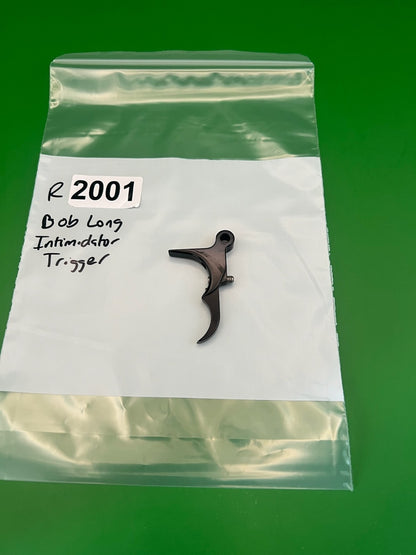 R 2001
Bob Long
Intimidator
Trigger